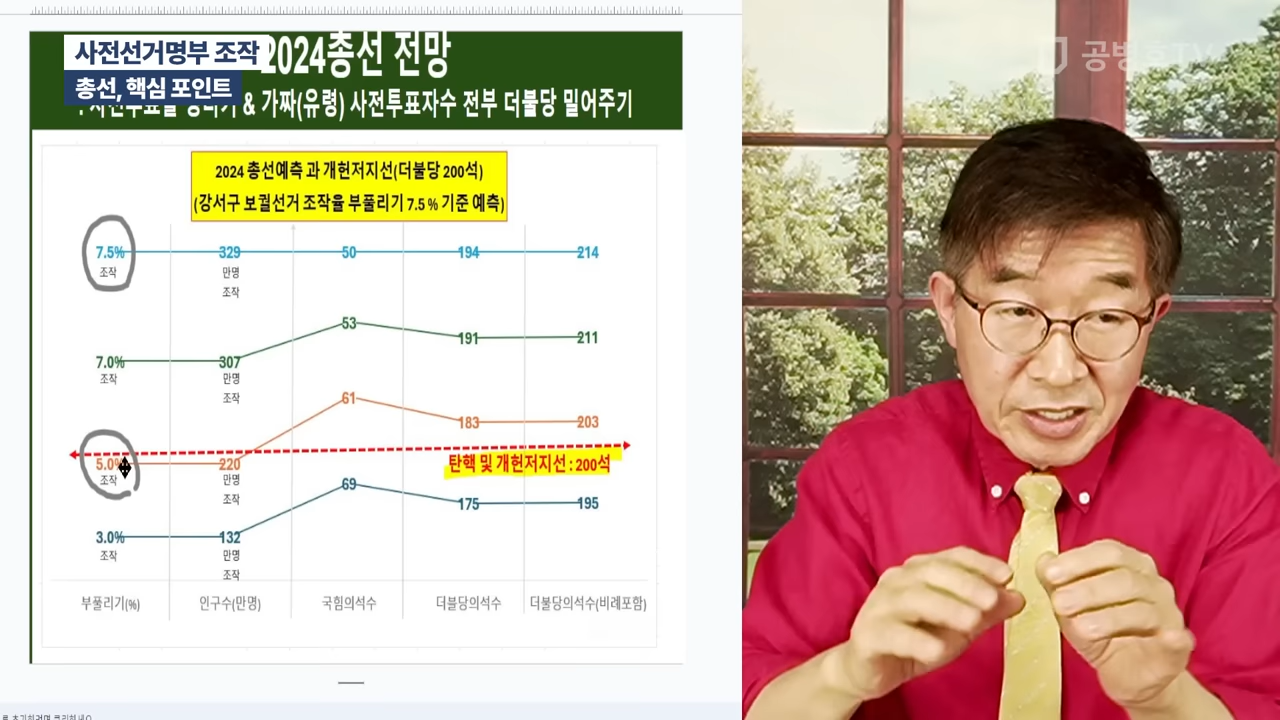 사전선거명부 조작
2024총선 전망
총선, 핵심 포인트
& 가짜(유령) 사전투표자수 전부 더불당 밀어주기
공병호TV
2024 총선예측 과 개헌저지선(더불당 200석)
(강서구 보궐선거 조작율 부풀리기 7.5 % 기준 예측)
7.5% 329 50 194 214
조작 만명
조작
53
191 211
7.0% 307
조작 만명
조작
61
183 203
5.0% 220
탄핵 및 개헌저지선 : 200석
조작 만명
조작
69
175 195
3.0% 132
조작 만명
조작
부풀리기(%) 인구수(만명) 국힘의석수 더블당의석수 더불당의석수(비례포함)